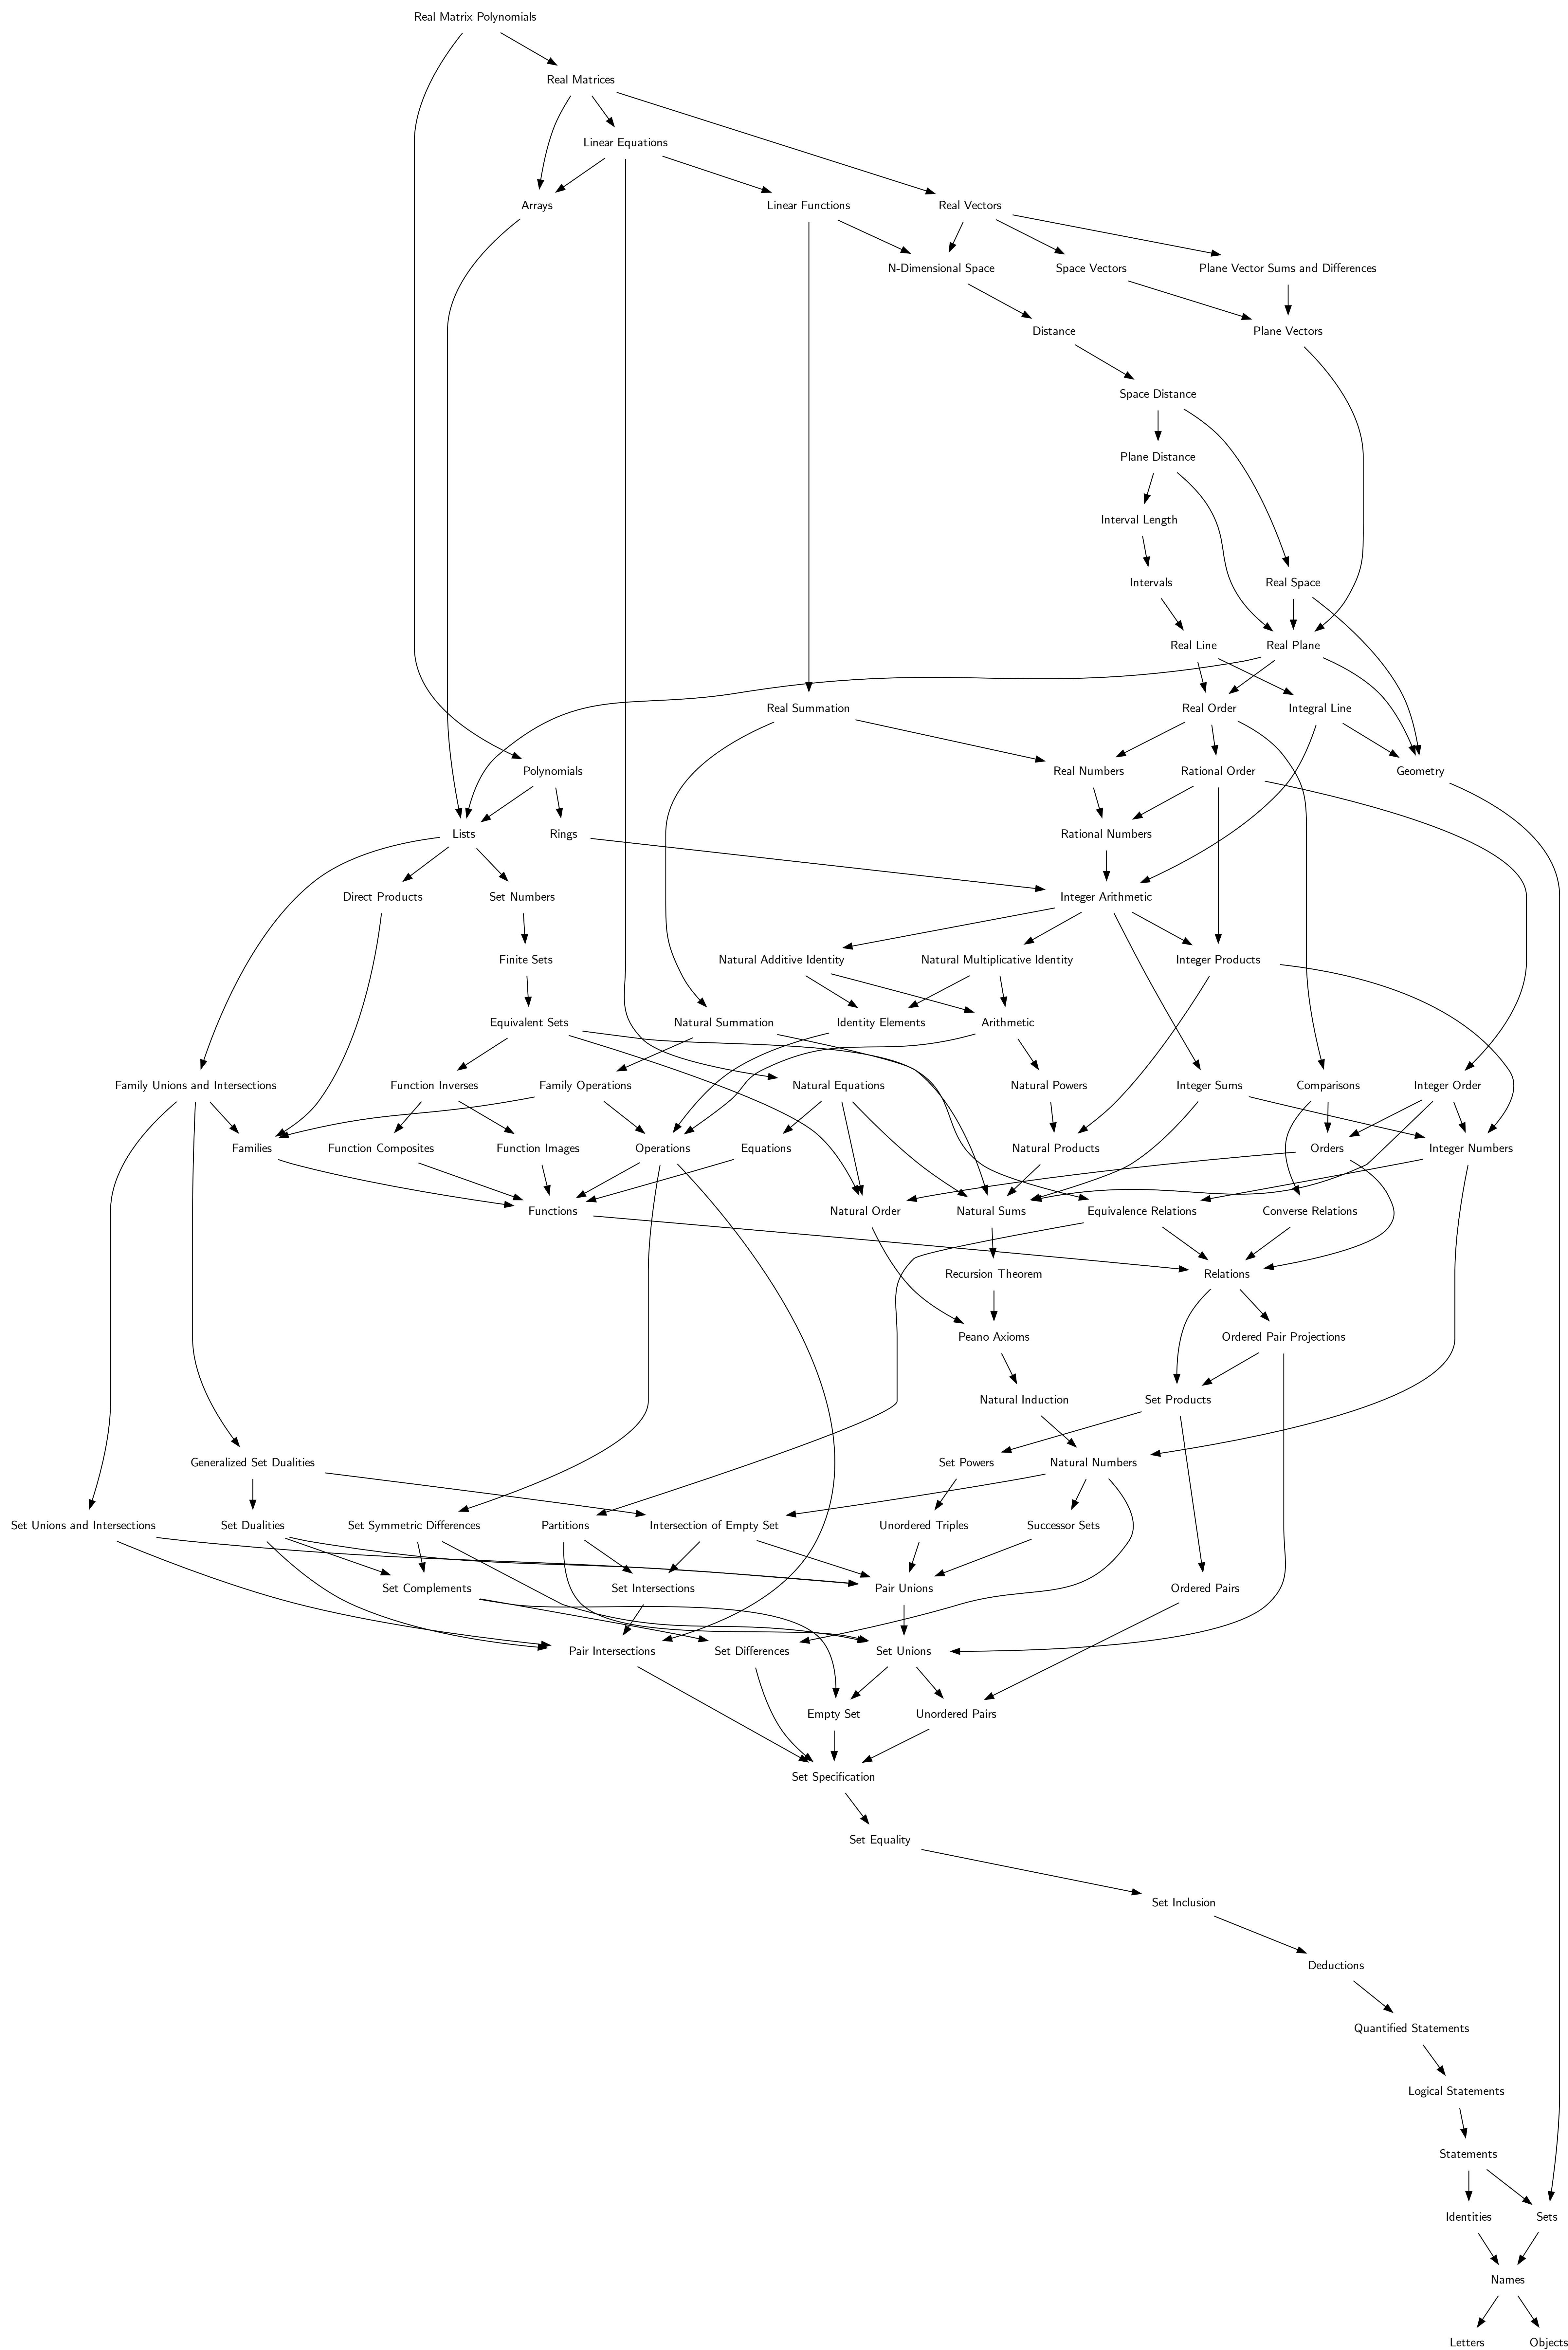 Real Matrix Polynomials
Real Matrices
Linear Equations
Arrays
Linear Functions
Real Vectors
N-Dimensional Space
Space Vectors
Plane Vector Sums and Differences
Distance
Plane Vectors
Space Distance
Plane Distance
Interval Length
Intervals
Real Space
Real Line
Real Plane
Real Summation
Real Order
Integral Line
Polynomials
Real Numbers
Rational Order
Geometry
Lists
Rings
Rational Numbers
Direct Products
Set Numbers
Integer Arithmetic
Finite Sets
Natural Additive Identity
Natural Multiplicative Identity
Integer Products
Equivalent Sets
Natural Summation
Identity Elements
Arithmetic
Family Unions and Intersections
Function Inverses
Family Operations
Natural Equations
Natural Powers
Integer Sums
Comparisons
Integer Order
Families
Function Composites
Function Images
Operations
Equations
Natural Products
Orders
Integer Numbers
Functions
Natural Order
Natural Sums
Equivalence Relations
Converse Relations
Recursion Theorem
Relations
Peano Axioms
Ordered Pair Projections
Natural Induction
Set Products
Generalized Set Dualities
Set Powers
Natural Numbers
Set Unions and Intersections
Set Dualities
Set Symmetric Differences
Partitions
Intersection of Empty Set
Unordered Triples
Successor Sets
Set Complements
Set Intersections
Pair Unions
Ordered Pairs
Pair Intersections
Set Differences
Set Unions
Empty Set
Unordered Pairs
Set Specification
Set Equality
Set Inclusion
Deductions
Quantified Statements
Logical Statements
Statements
Identities
Sets
Names
Letters
Objects